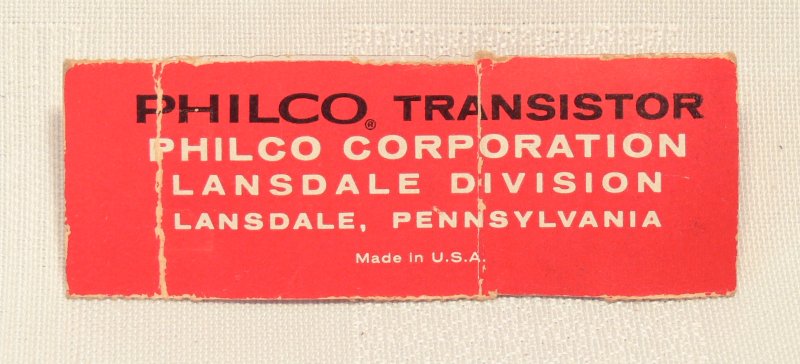 PHILCO® TRANSISTOR
PHILCO CORPORATION
LANSDALE DIVISION
LANSDALE, PENNSYLVANIA
Made in U.S.A.